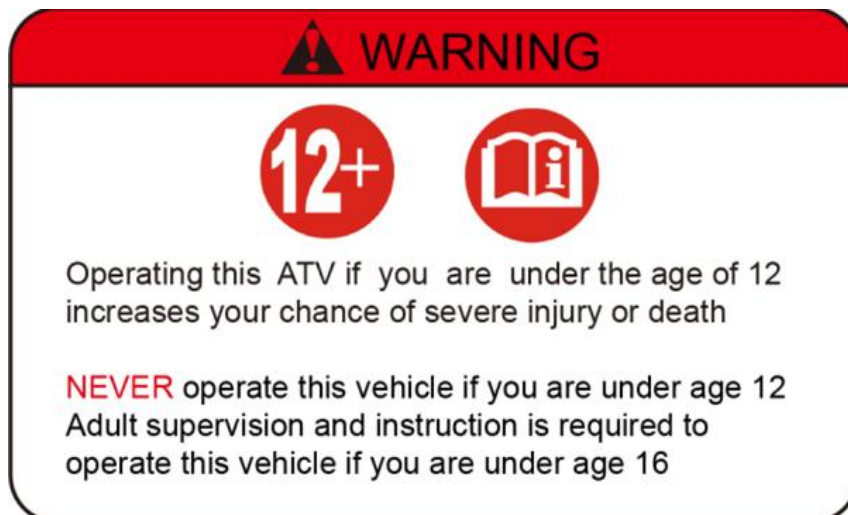 WARNING
12+
Operating this ATV if you are under the age of 12
increases your chance of severe injury or death
NEVER operate this vehicle if you are under age 12
Adult supervision and instruction is required to
operate this vehicle if you are under age 16